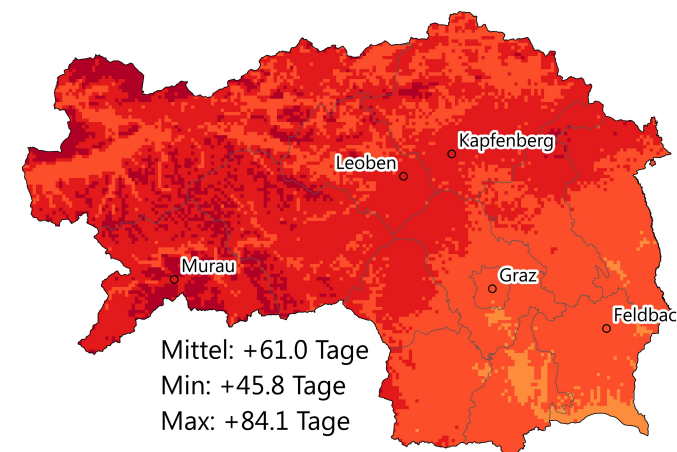 Kapfenberg
Leoben
Murau
Graz
Feldbac
Mittel: +61.0 Tage
Min: +45.8 Tage
Max: +84.1 Tage